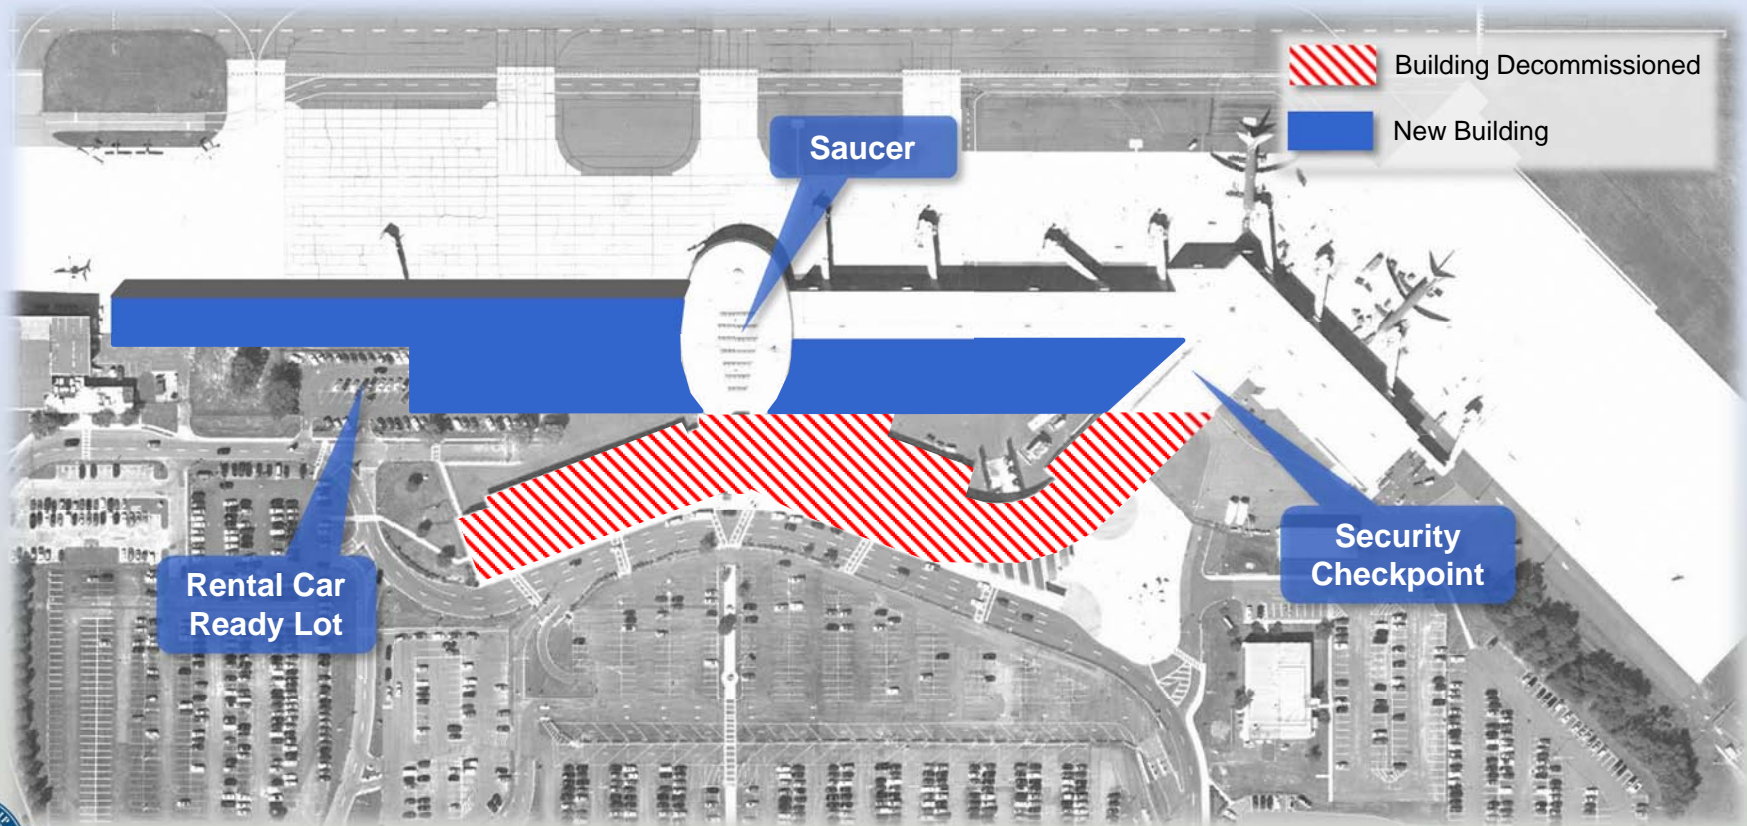 Building Decommissioned
New Building
Saucer
Rental Car
Ready Lot
Security
Checkpoint